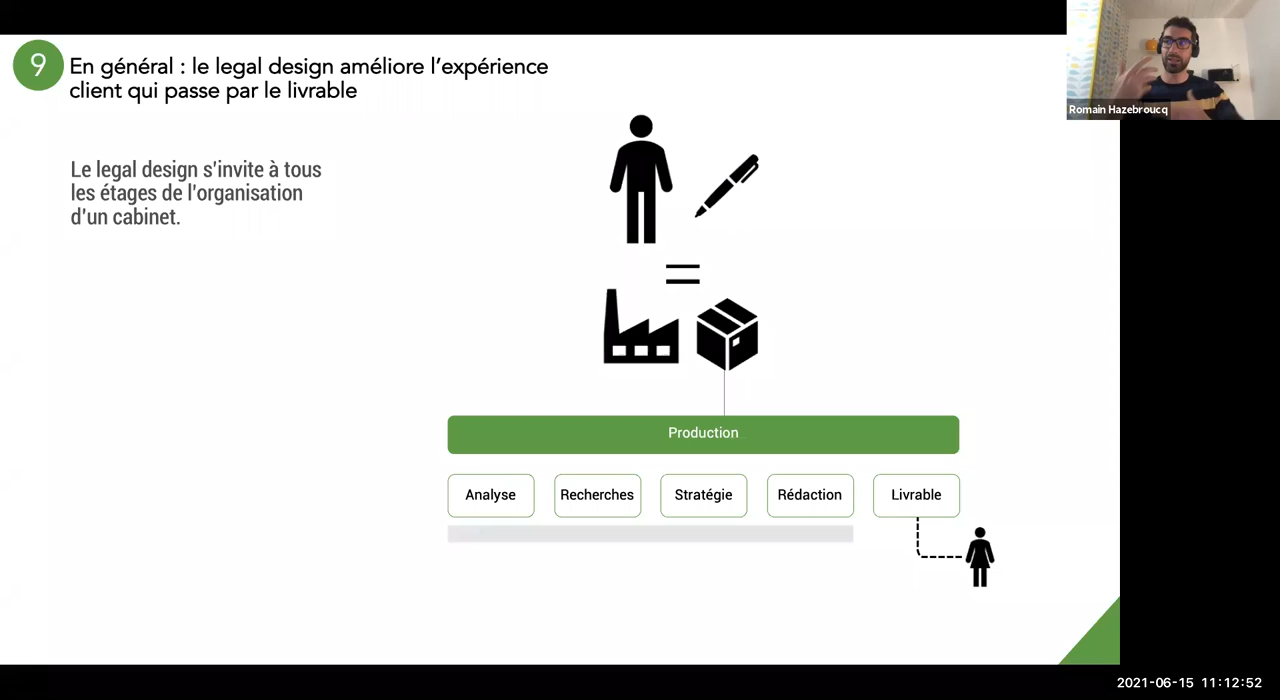 9
En général : le legal design améliore l'expérience
client qui passe par le livrable
Romain Hazebroucq
Le legal design s'invite à tous
les étages de l'organisation
d'un cabinet.
Production
Analyse
Recherches
Stratégie
Rédaction
Livrable
2021-06-15 11:12:52